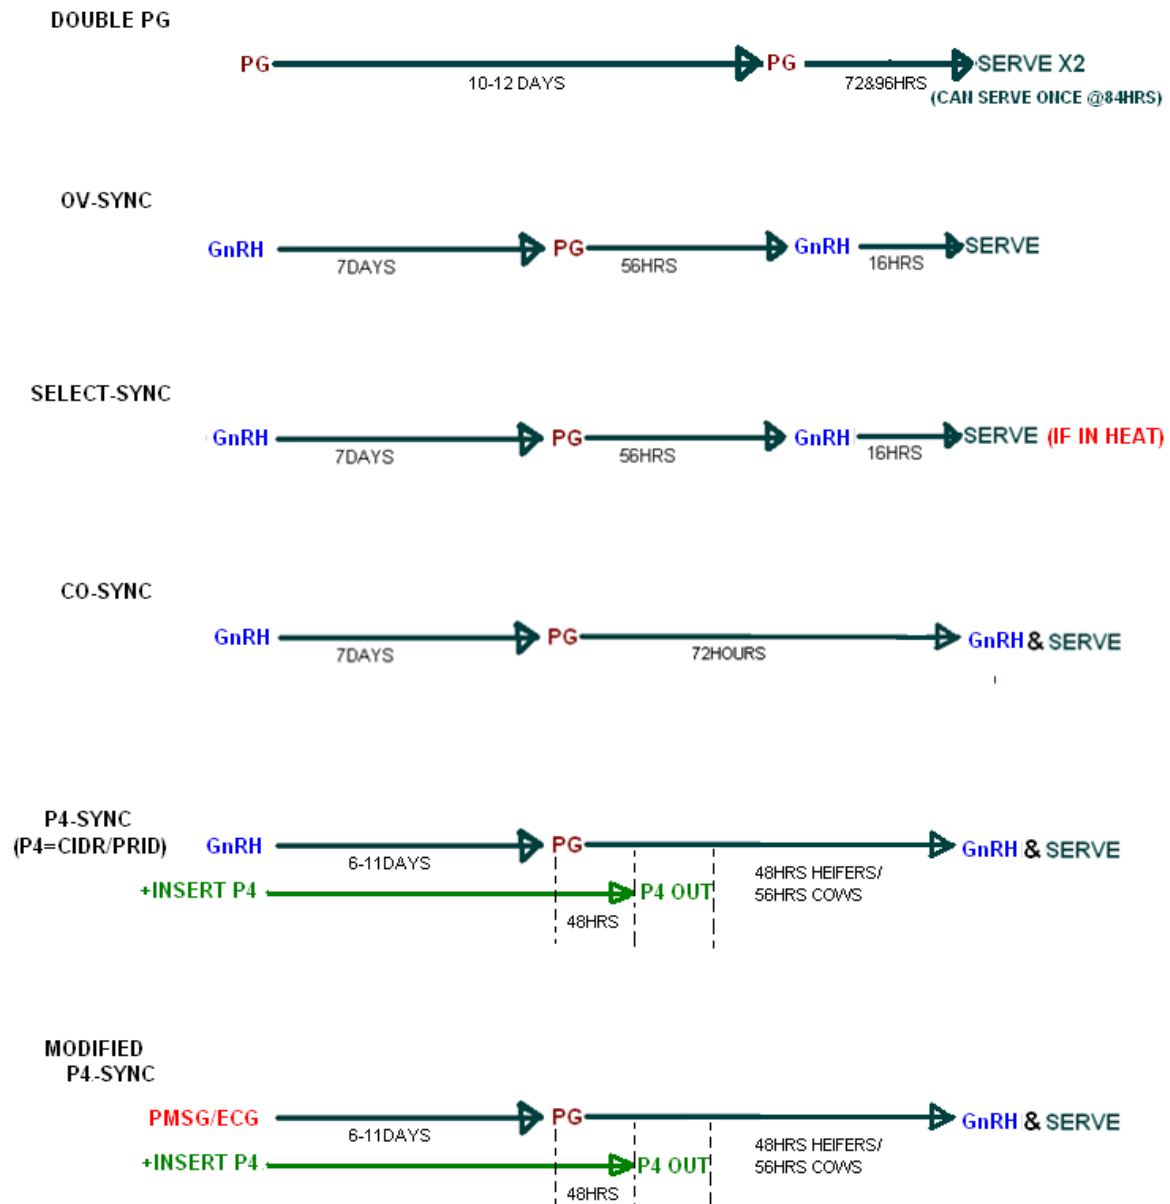 DOUBLE PG
PG PG SERVE X2
10-12 DAYS 72&96HRS
(CAN SERVE ONCE @84HRS)
OV-SYNC
GnRH PG GnRH SERVE
7DAYS 56HRS 16HRS
SELECT-SYNC
GnRH PG GnRH SERVE (IF IN HEAT)
7DAYS 56HRS 16HRS
CO-SYNC
GnRH PG GnRH & SERVE
7DAYS 72HOURS
P4-SYNC
(P4=CIDR/PRID) GnRH PG GnRH & SERVE
6-11DAYS 48HRS HEIFERS/
+INSERT P4 P4 OUT 56HRS COWS
48HRS
MODIFIED
P4.-SYNC
PMSG/ECG PG GnRH & SERVE
6-11DAYS 48HRS HEIFERS/
+INSERT P4 P4 OUT 56HRS COWS
48HRS